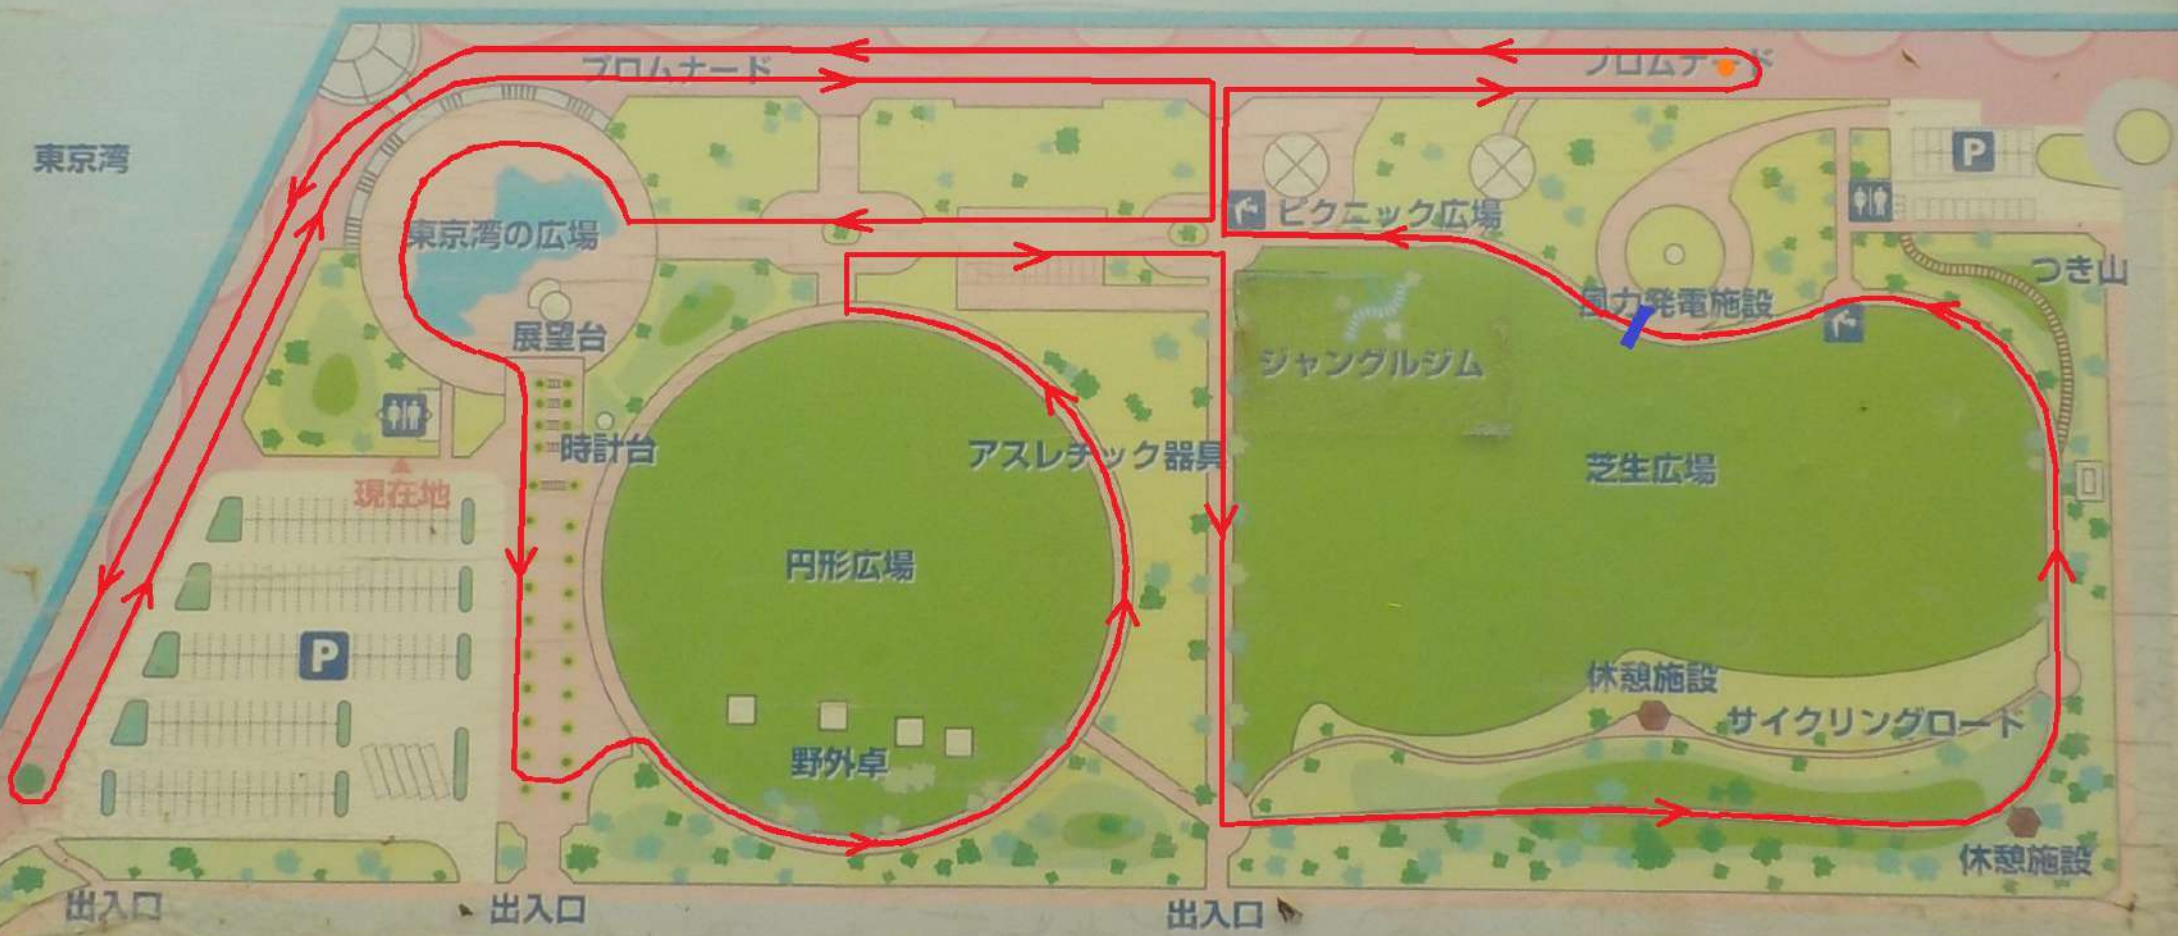 プロムナード
プロムナード
東京湾
P
ピクニック広場
東京湾の広場
つき山
風力発電施設
展望台
ジャングルジム
時計台
アスレチック器具
芝生広場
現在地
円形広場
P
休憩施設
サイクリングロード
野外卓
休憩施設
出入口
出入口
出入口